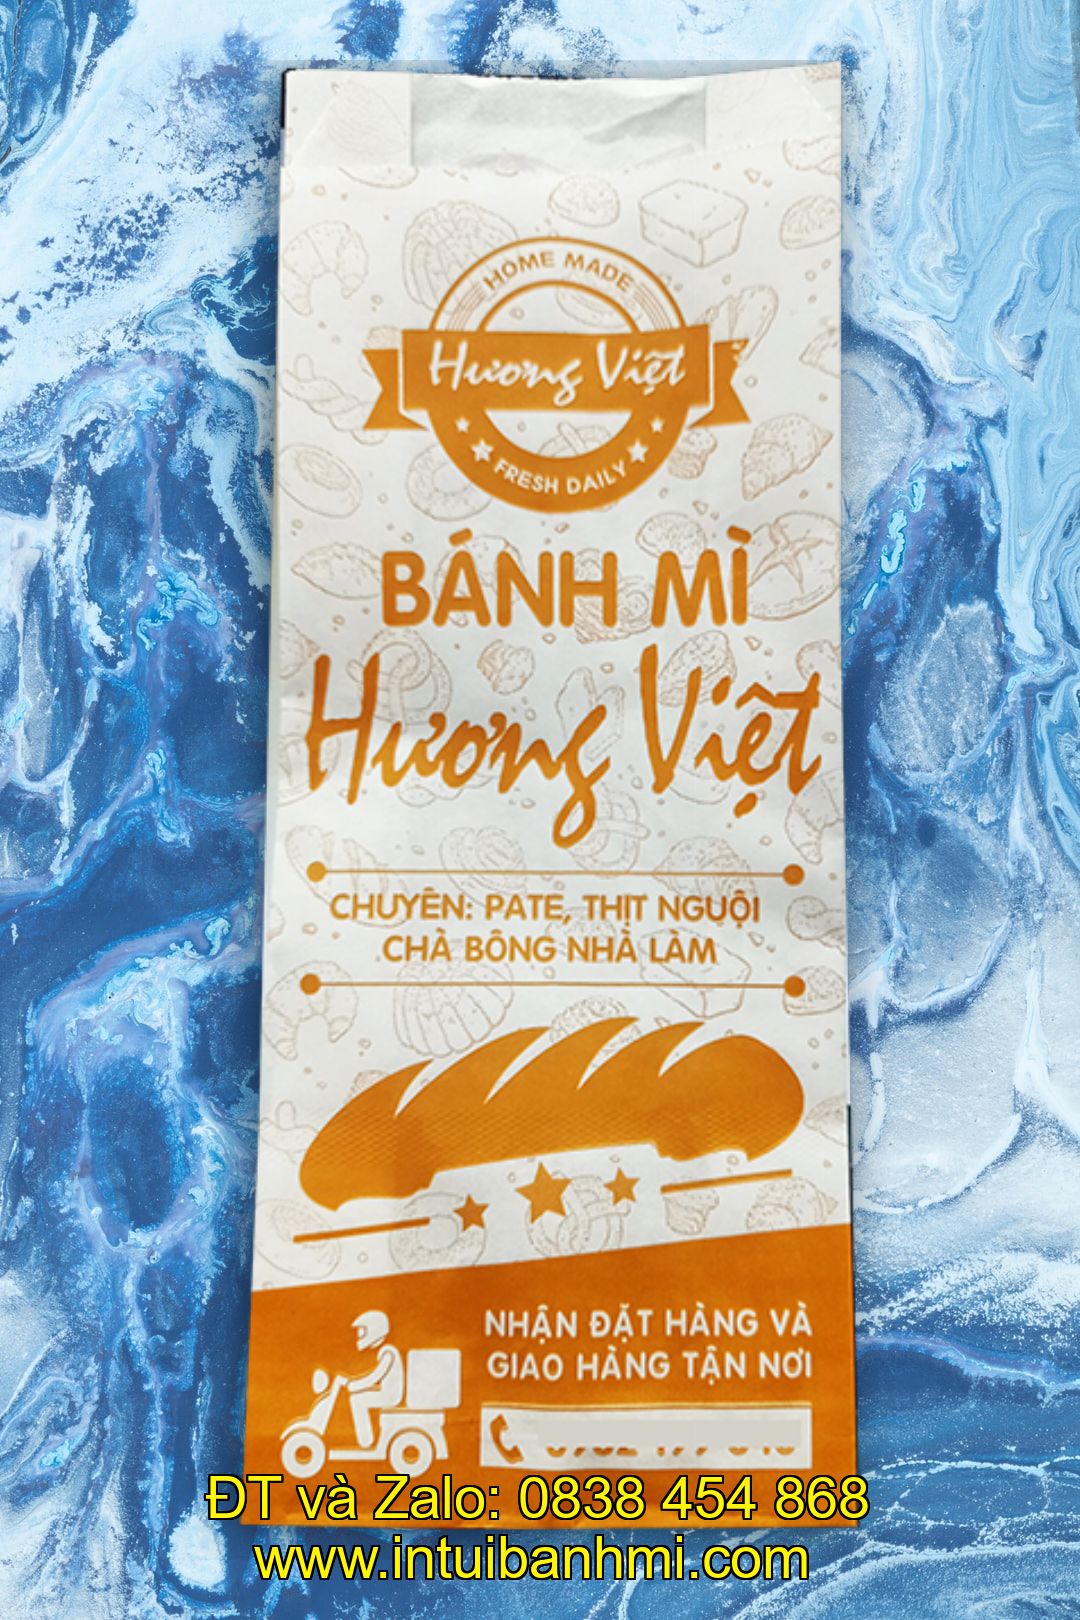 HOME MADE
Hương Việt
FRESH DAILY
BÁNH MÌ
Hương Việt
CHUYÊN: PATE, THỊT NGUỘI
CHÀ BÔNG NHÀ LÀM
NHẬN ĐẶT HÀNG VÀ
GIAO HÀNG TẬN NƠI
ĐT và Zalo: 0838 454 868
www.intuibanhmi.com